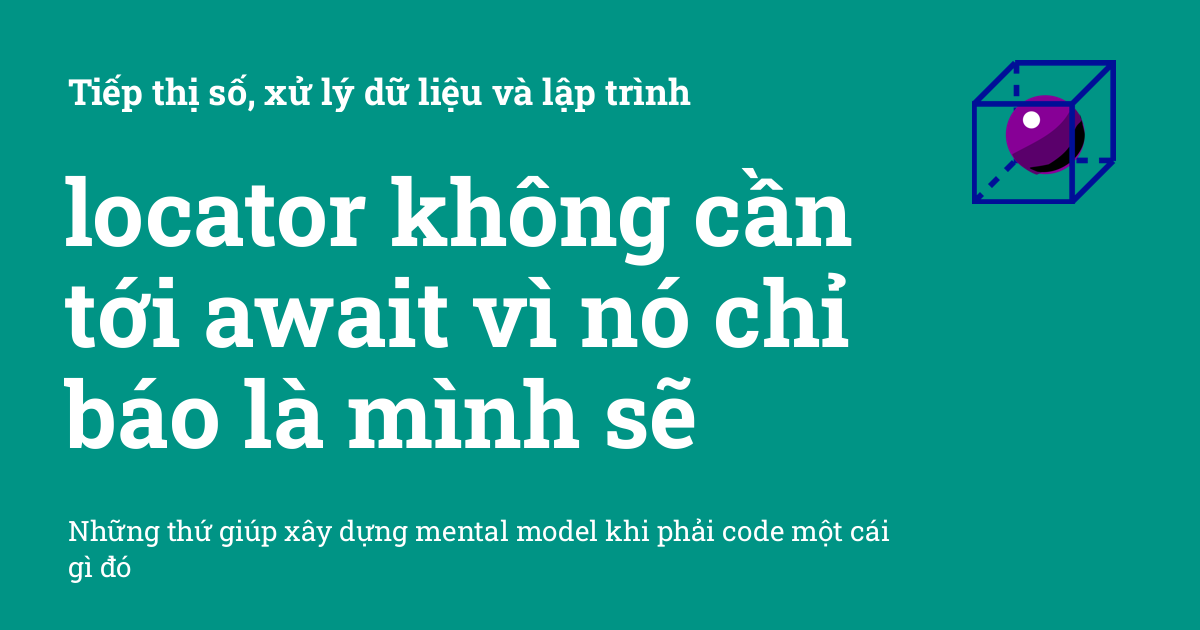 Tiếp thị số, xử lý dữ liệu và lập trình
locator không cần
tới await vì nó chỉ
báo là mình sẽ
Những thứ giúp xây dựng mental model khi phải code một cái
gì đó